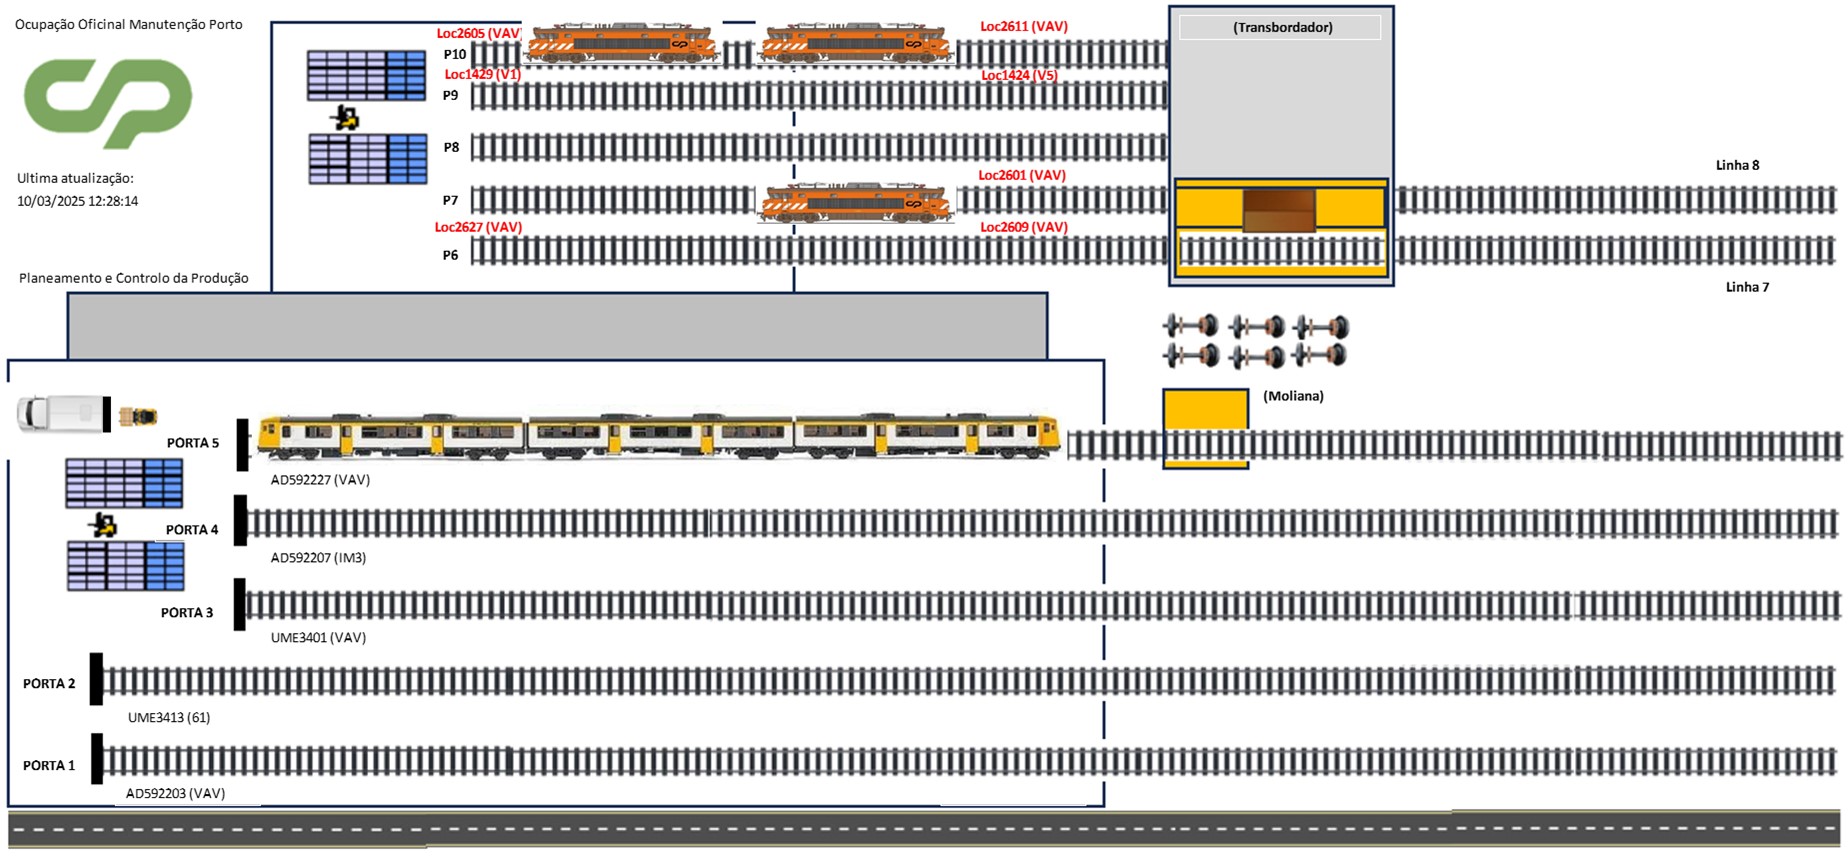 Ocupação Oficinal Manutenção Porto
cp
Ultima atualização:
10/03/2025 12:28:14
Planeamento e Controlo da Produção
Loc2605 (VAV)
Loc2611 (VAV)
P10
Loc1429 (V1)
Loc1424 (V5)
P9
P8
Loc2601 (VAV)
P7
Loc2627 (VAV)
Loc2609 (VAV)
P6
(Transbordador)
Linha 8
Linha 7
(Moliana)
PORTA 5
AD592227 (VAV)
PORTA 4
AD592207 (IM3)
PORTA 3
UME3401 (VAV)
PORTA 2
UME3413 (61)
PORTA 1
AD592203 (VAV)